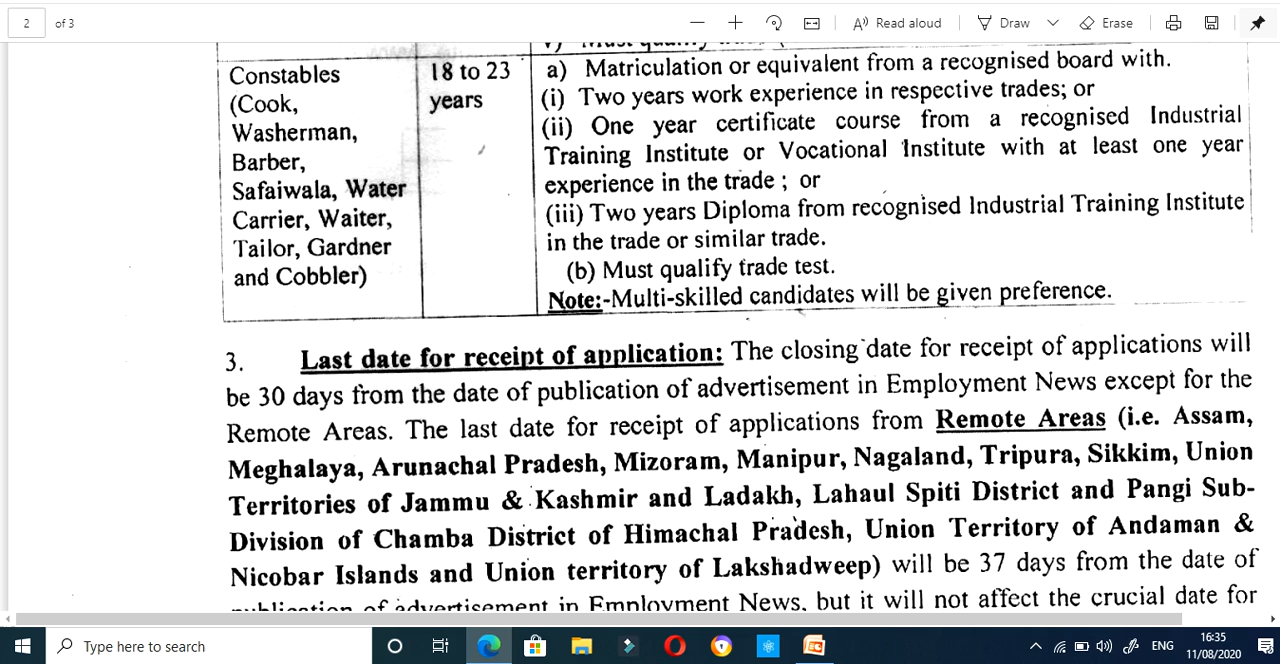 2 of 3
Read aloud
Draw
Erase
Constables
(Cook,
Washerman,
Barber,
Safaiwala, Water
Carrier, Waiter,
Tailor, Gardner
and Cobbler)
18 to 23
years
a) Matriculation or equivalent from a recognised board with.
(i) Two years work experience in respective trades; or
(ii) One year certificate course from a recognised Industrial
Training Institute or Vocational Institute with at least one year
experience in the trade ; or
(iii) Two years Diploma from recognised Industrial Training Institute
in the trade or similar trade.
(b) Must qualify trade test.
Note:-Multi-skilled candidates will be given preference.
3. Last date for receipt of application: The closing date for receipt of applications will
be 30 days from the date of publication of advertisement in Employment News except for the
Remote Areas. The last date for receipt of applications from Remote Areas (i.e. Assam,
Meghalaya, Arunachal Pradesh, Mizoram, Manipur, Nagaland, Tripura, Sikkim, Union
Territories of Jammu & Kashmir and Ladakh, Lahaul Spiti District and Pangi Sub-
Division of Chamba District of Himachal Pradesh, Union Territory of Andaman &
Nicobar Islands and Union territory of Lakshadweep) will be 37 days from the date of
publication of advertisement in Employment News, but it will not affect the crucial date for
Type here to search
ENG
16:35
11/08/2020